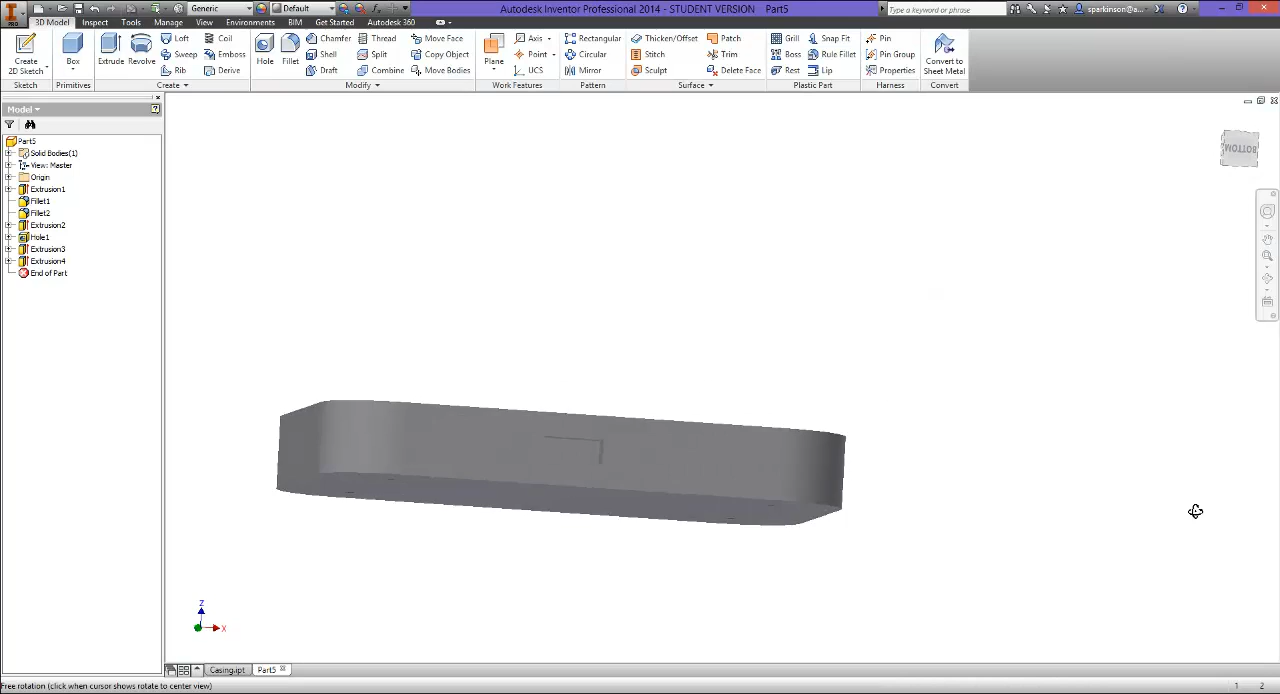 Generic Default Autodesk Inventor Professional 2014 - STUDENT VERSION Part5 Type a keyword or phrase sparkinson@a...
PRO 3D Model Inspect Tools Manage View Environments BIM Get Started Autodesk 360
Create
2D Sketch
Box
Extrude Revolve
Loft Coil
Sweep Emboss
Rib Derive
Hole Fillet
Chamfer Thread Move Face
Shell Split Copy Object
Draft Combine Move Bodies
Plane
Axis
Point
UCS
Rectangular
Circular
Mirror
Thicken/Offset Patch
Stitch Trim
Sculpt Delete Face
Grill Snap Fit
Boss Rule Fillet
Rest Lip
Pin
Pin Group
Properties
Convert to
Sheet Metal
Sketch Primitives Create Modify Work Features Pattern Surface Plastic Part Harness Convert
Model
Part5
Solid Bodies(1)
View: Master
Origin
Extrusion1
Fillet1
Fillet2
Extrusion2
Hole1
Extrusion3
Extrusion4
End of Part
BOTTOM
Z
X
Casing.ipt Part5
Free rotation (click when cursor shows rotate to center view) 1 2